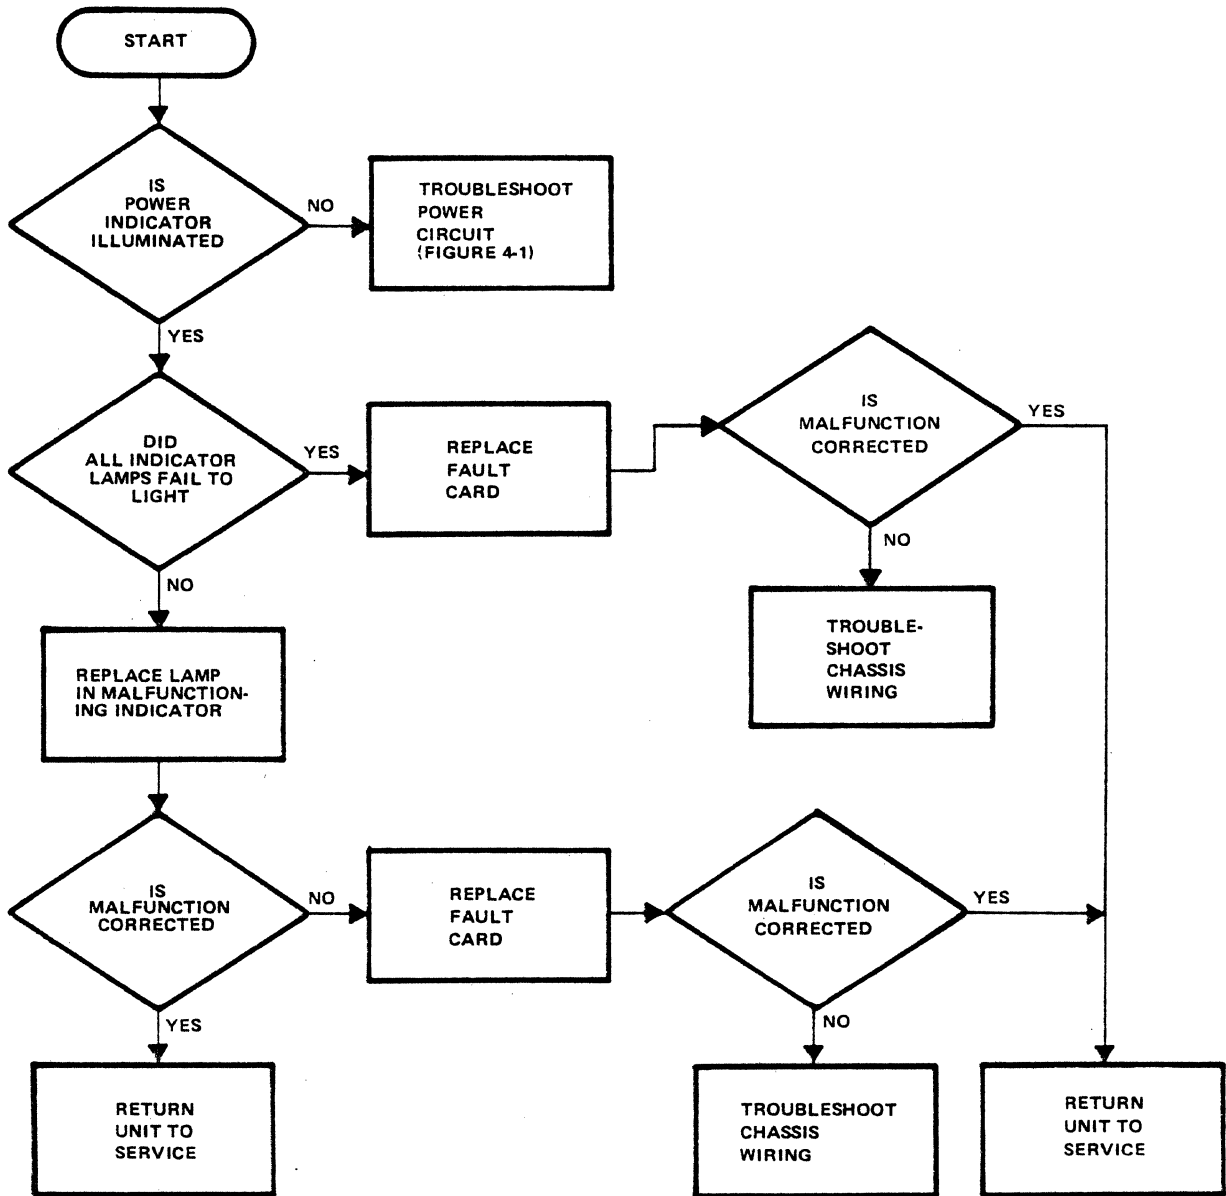 START
IS
POWER
INDICATOR
ILLUMINATED
NO
TROUBLESHOOT
POWER
CIRCUIT
(FIGURE 4-1)
YES
DID
ALL INDICATOR
LAMPS FAIL TO
LIGHT
YES
REPLACE
FAULT
CARD
IS
MALFUNCTION
CORRECTED
YES
NO
TROUBLE-
SHOOT
CHASSIS
WIRING
NO
REPLACE LAMP
IN MALFUNCTION-
ING INDICATOR
IS
MALFUNCTION
CORRECTED
NO
REPLACE
FAULT
CARD
IS
MALFUNCTION
CORRECTED
YES
YES
RETURN
UNIT TO
SERVICE
NO
TROUBLESHOOT
CHASSIS
WIRING
RETURN
UNIT TO
SERVICE